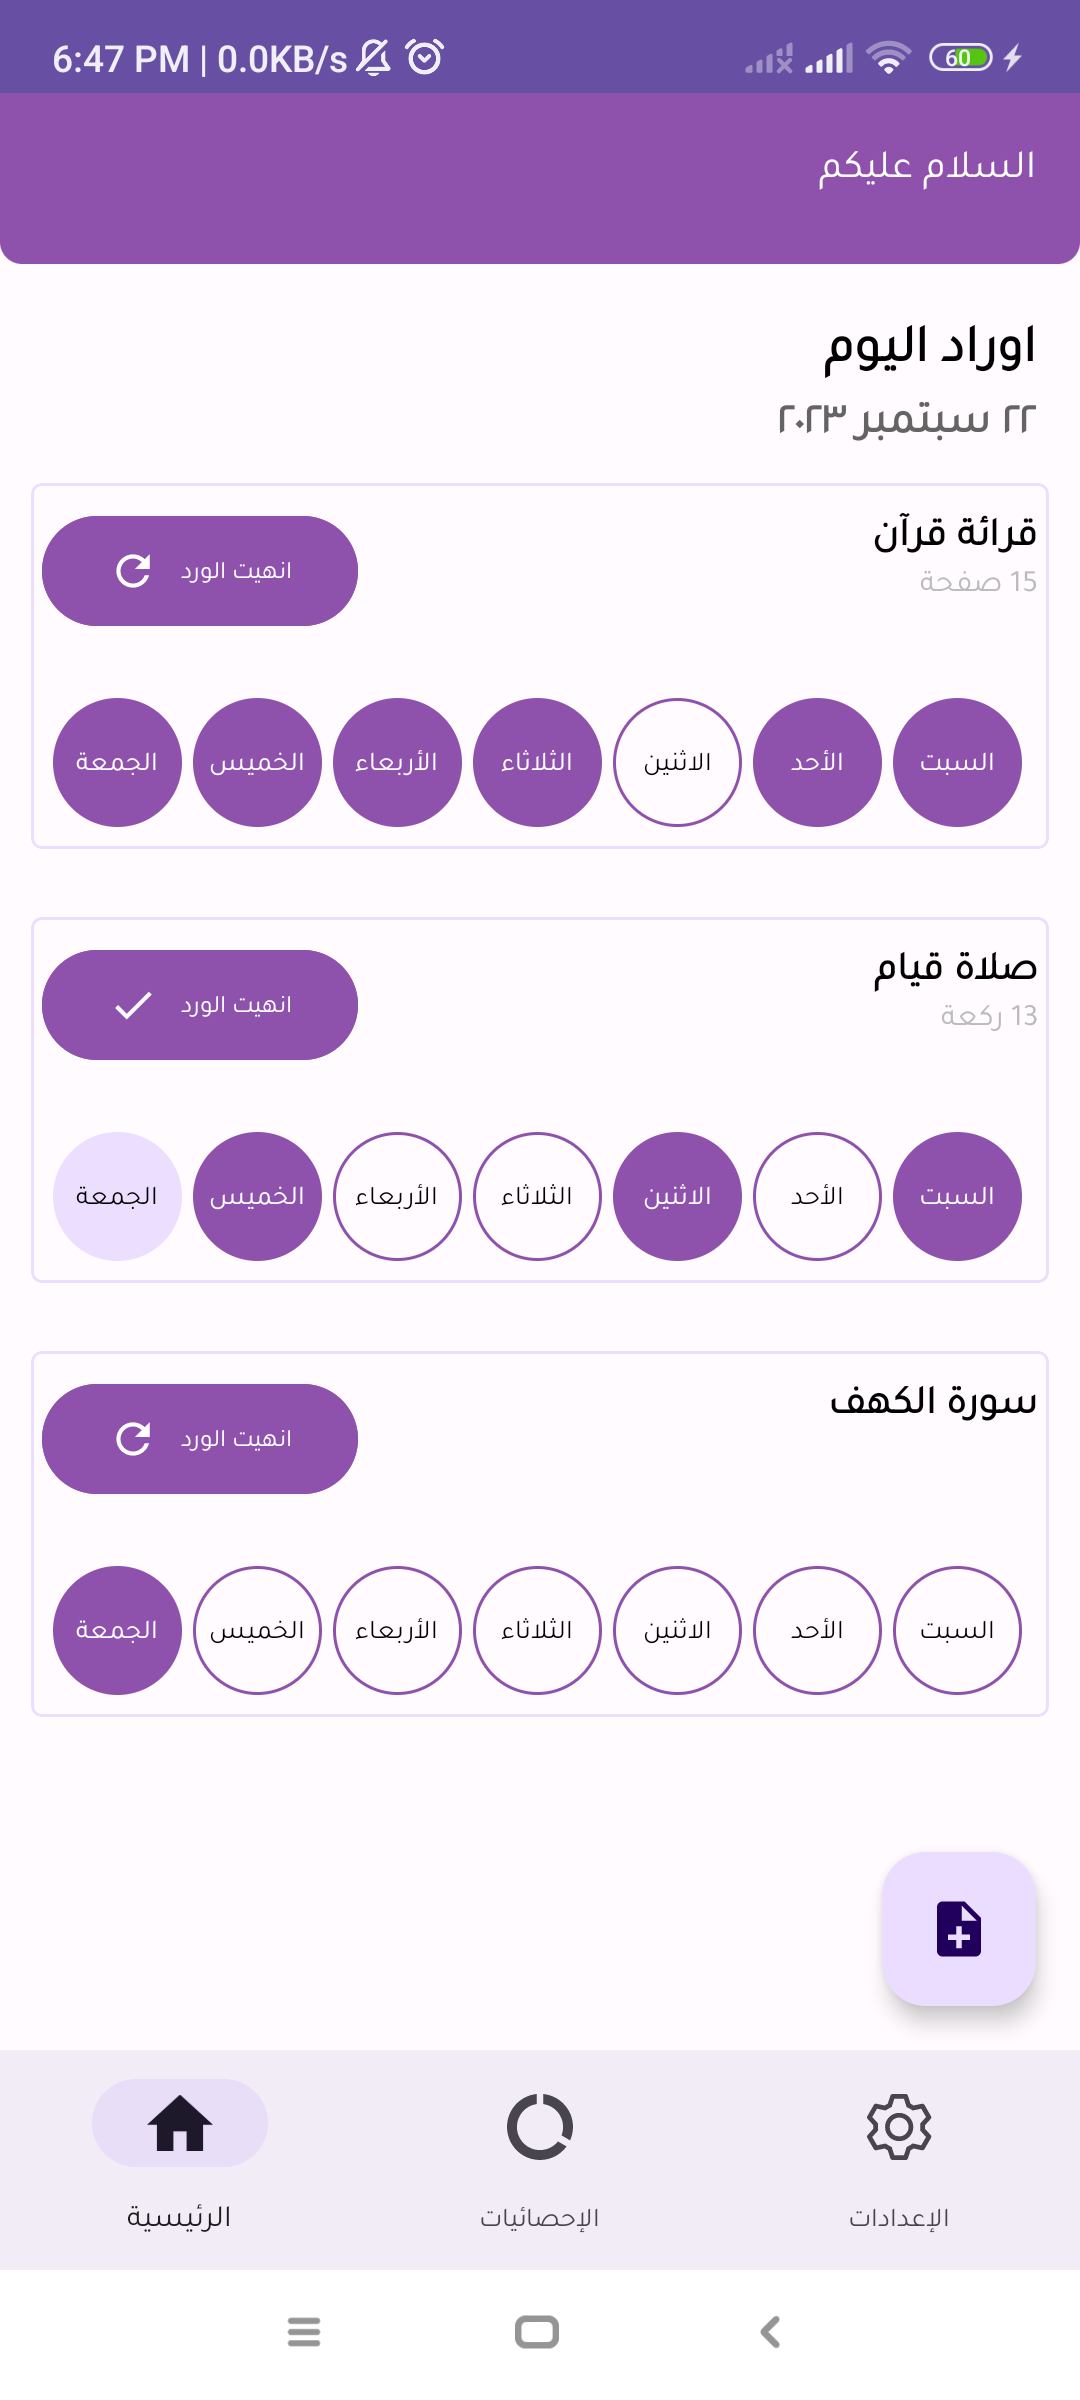 6:47 PM | 0.0KB/s 60
السلام عليكم
اوراد اليوم
٢٢ سبتمبر ٢٠٢٣
قرائة قرآن
15 صفحة
انهيت الورد
السبت الأحد الاثنين الثلاثاء الأربعاء الخميس الجمعة
صلاة قيام
13 ركعة
انهيت الورد
السبت الأحد الاثنين الثلاثاء الأربعاء الخميس الجمعة
سورة الكهف
انهيت الورد
السبت الأحد الاثنين الثلاثاء الأربعاء الخميس الجمعة
الإعدادات الإحصائيات الرئيسية